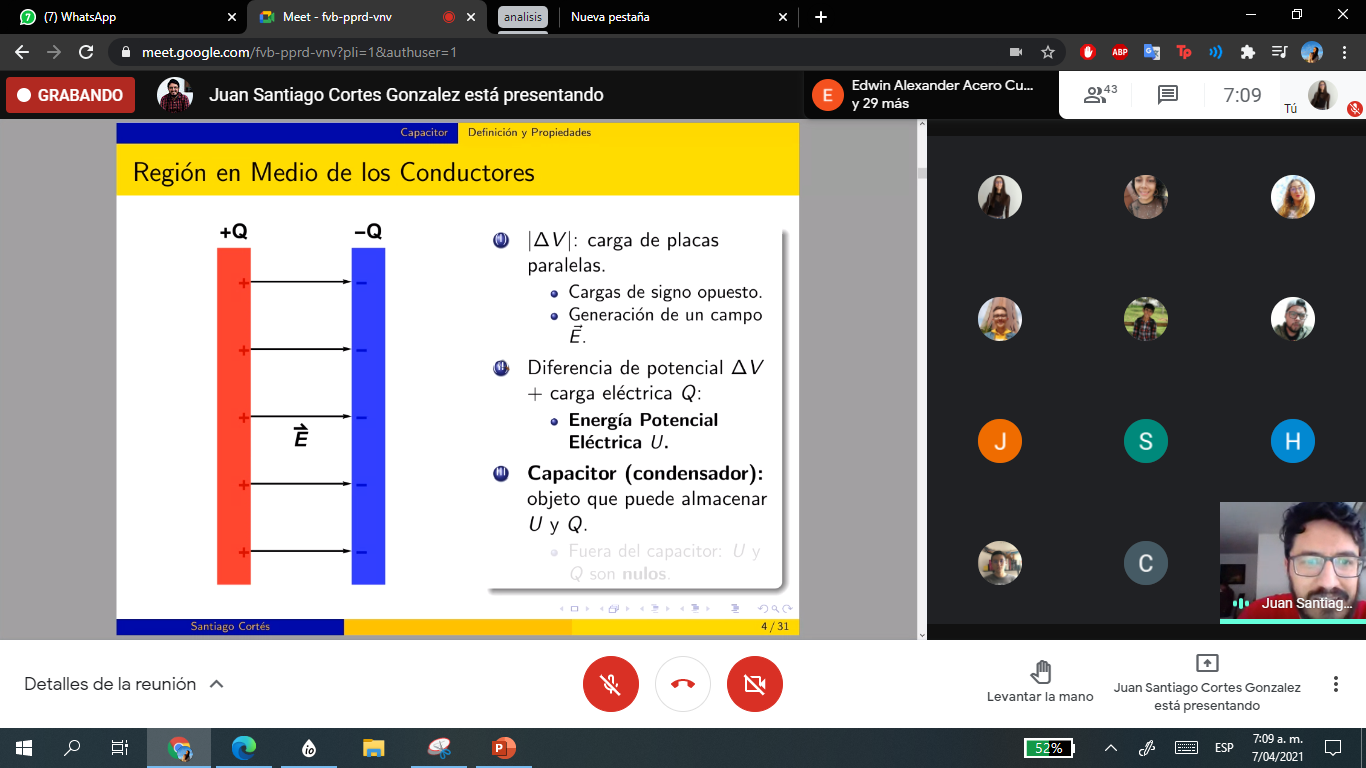 (7) WhatsApp
Meet - fvb-pprd-vnv
analisis
Nueva pestaña
meet.google.com/fvb-pprd-vnv?pli=1&authuser=1
ABP
Tp
GRABANDO
Juan Santiago Cortes Gonzalez está presentando
E
Edwin Alexander Acero Cu...
y 29 más
43
7:09
Tú
Capacitor
Definición y Propiedades
Región en Medio de los Conductores
+Q
−Q
+ −
+ −
+ −
E⃗
+ −
+ −
|ΔV|: carga de placas
paralelas.
Cargas de signo opuesto.
Generación de un campo
E⃗.
Diferencia de potencial ΔV
+ carga eléctrica Q:
Energía Potencial
Eléctrica U.
Capacitor (condensador):
objeto que puede almacenar
U y Q.
Fuera del capacitor: U y
Q son nulos.
Santiago Cortés
4 / 31
J
S
H
C
Juan Santiag...
Detalles de la reunión
Levantar la mano
Juan Santiago Cortes Gonzalez
está presentando
io
P
52%
ESP
7:09 a. m.
7/04/2021